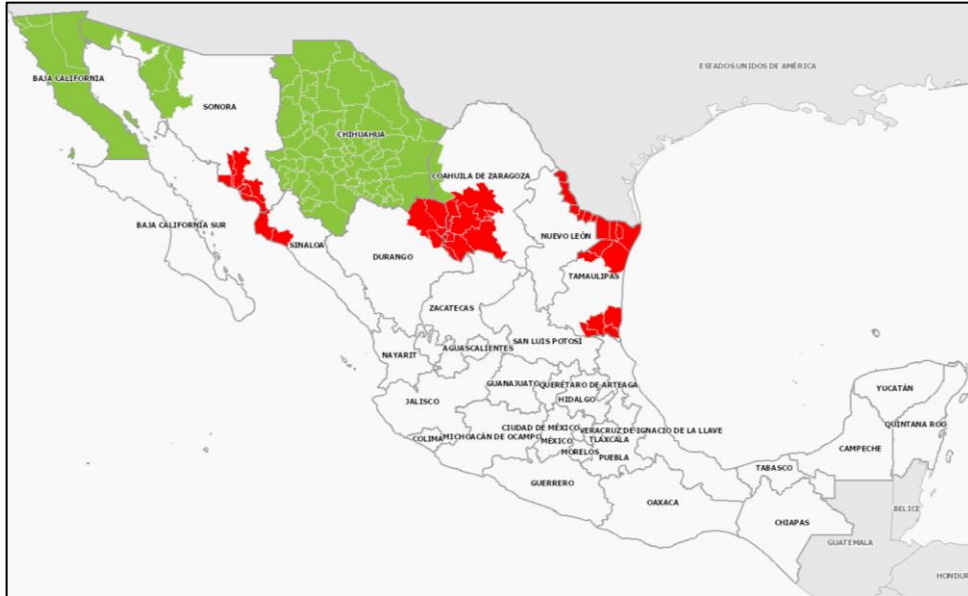 ESTADOS UNIDOS DE AMÉRICA
BAJA CALIFORNIA
SONORA
CHIHUAHUA
COAHUILA DE ZARAGOZA
BAJA CALIFORNIA SUR
SINALOA
NUEVO LEÓN
DURANGO
TAMAULIPAS
ZACATECAS
SAN LUIS POTOSÍ
NAYARIT
AGUASCALIENTES
GUANAJUATO
QUERÉTARO DE ARTEAGA
YUCATÁN
JALISCO
HIDALGO
QUINTANA ROO
CIUDAD DE MÉXICO
VERACRUZ DE IGNACIO DE LA LLAVE
COLIMA
MICHOACÁN DE OCAMPO
MÉXICO
TLAXCALA
CAMPECHE
MORELOS
PUEBLA
TABASCO
GUERRERO
OAXACA
BELICE
CHIAPAS
GUATEMALA
HONDUR